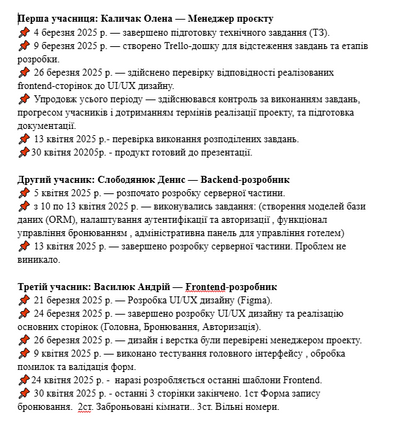 Перша учасниця: Каличак Олена — Менеджер проєкту
📌 4 березня 2025 р. — завершено підготовку технічного завдання (ТЗ).
📌 9 березня 2025 р. — створено Trello-дошку для відстеження завдань та етапів
розробки.
📌 26 березня 2025 р. — здійснено перевірку відповідності реалізованих
frontend-сторінок до UI/UX дизайну.
📌 Упродовж усього періоду — здійснювався контроль за виконанням завдань,
прогресом учасників і дотриманням термінів реалізації проекту, та підготовка
документації.
📌 13 квітня 2025 р.- перевірка виконання розподілених завдань.
📌30 квітня 20205р. - продукт готовий до презентації.
Другий учасник: Слободянюк Денис — Backend-розробник
📌 5 квітня 2025 р. — розпочато розробку серверної частини.
📌 з 10 по 13 квітня 2025 р. — виконувались завдання: (створення моделей бази
даних (ORM), налаштування аутентифікації та авторизації , функціонал
управління бронюванням , адміністративна панель для управління готелем)
📌 13 квітня 2025 р. — завершено розробку серверної частини. Проблем не
виникало.
Третій учасник: Василюк Андрій — Frontend-розробник
📌 21 березня 2025 р. — Розробка UI/UX дизайну (Figma).
📌 24 березня 2025 р. — завершено розробку UI/UX дизайну та реалізацію
основних сторінок (Головна, Бронювання, Авторизація).
📌 26 березня 2025 р. — дизайн і верстка були перевірені менеджером проекту.
📌 9 квітня 2025 р. — виконано тестування головного інтерфейсу , обробка
помилок та валідація форм.
📌24 квітня 2025 р. - наразі розробляється останні шаблони Frontend.
📌 30 квітня 2025 р. - останні 3 сторінки закінчено. 1ст Форма запису
бронювання. 2ст. Заброньовані кімнати.. 3ст. Вільні номери.